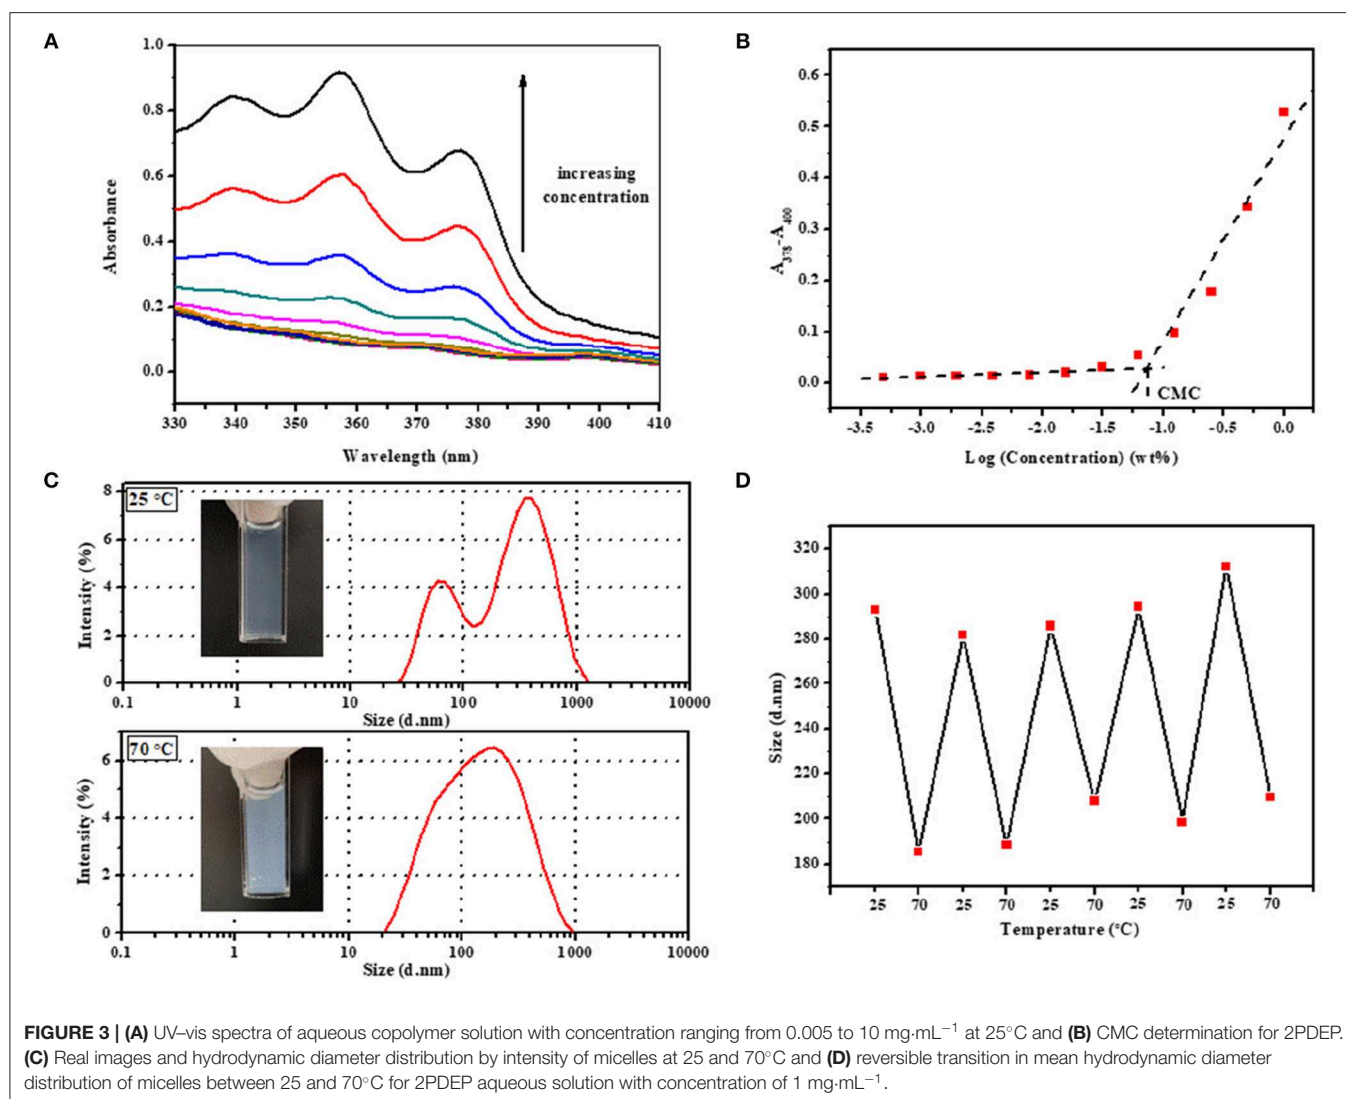 A
1.0
0.8
0.6
0.4
0.2
0.0
Absorbance
increasing
concentration
330 340 350 360 370 380 390 400 410
Wavelength (nm)
B
0.6
0.5
0.4
0.3
0.2
0.1
0.0
A378-A400
CMC
-3.5 -3.0 -2.5 -2.0 -1.5 -1.0 -0.5 0.0
Log (Concentration) (wt%)
C
25 °C
8
6
4
2
0
Intensity (%)
0.1 1 10 100 1000 10000
Size (d.nm)
70 °C
6
4
2
0
Intensity (%)
0.1 1 10 100 1000 10000
Size (d.nm)
D
320
300
280
260
240
220
200
180
Size (d.nm)
25 70 25 70 25 70 25 70 25 70
Temperature (°C)
FIGURE 3 | (A) UV–vis spectra of aqueous copolymer solution with concentration ranging from 0.005 to 10 mg·mL−1 at 25°C and (B) CMC determination for 2PDEP.
(C) Real images and hydrodynamic diameter distribution by intensity of micelles at 25 and 70°C and (D) reversible transition in mean hydrodynamic diameter
distribution of micelles between 25 and 70°C for 2PDEP aqueous solution with concentration of 1 mg·mL−1.